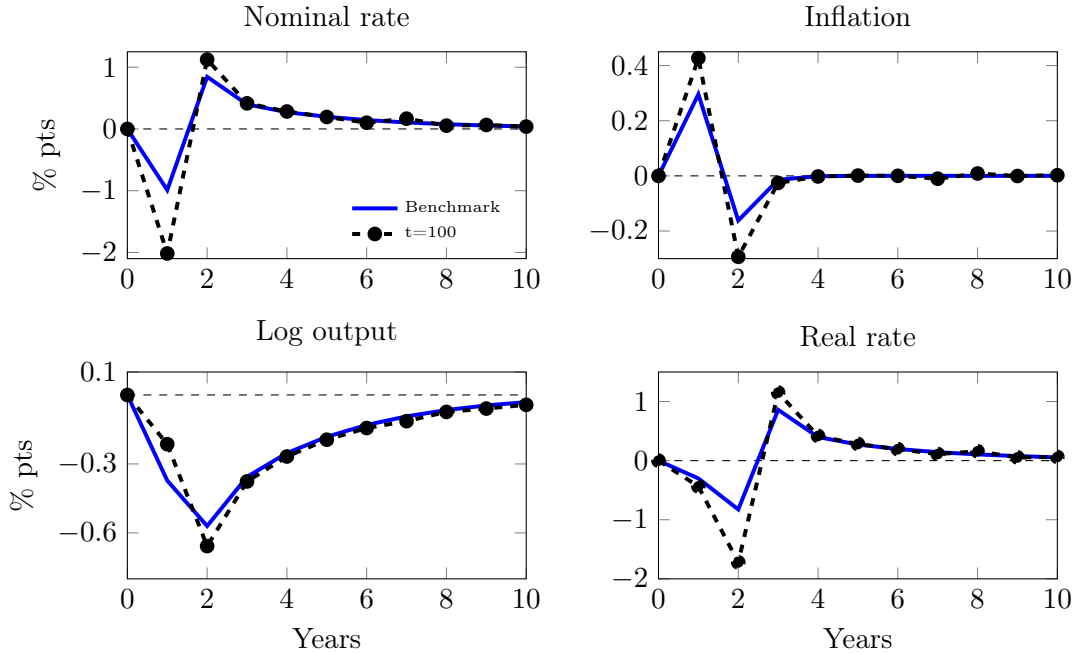 Nominal rate
Inflation
% pts
1
0
−1
−2
0 2 4 6 8 10
Benchmark
t=100
0.4
0.2
0
−0.2
0 2 4 6 8 10
Log output
Real rate
% pts
0.1
−0.3
−0.6
0 2 4 6 8 10
Years
1
0
−1
−2
0 2 4 6 8 10
Years